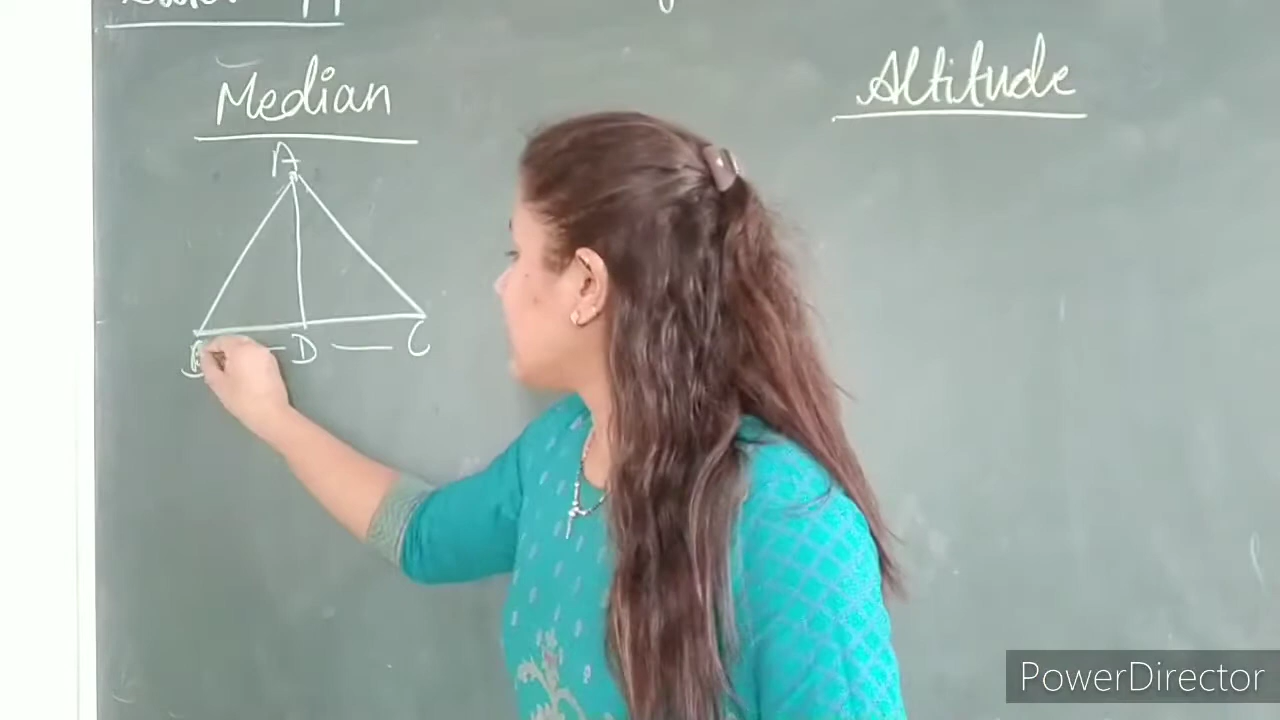 Median
Altitude
A
B — D — C
PowerDirector